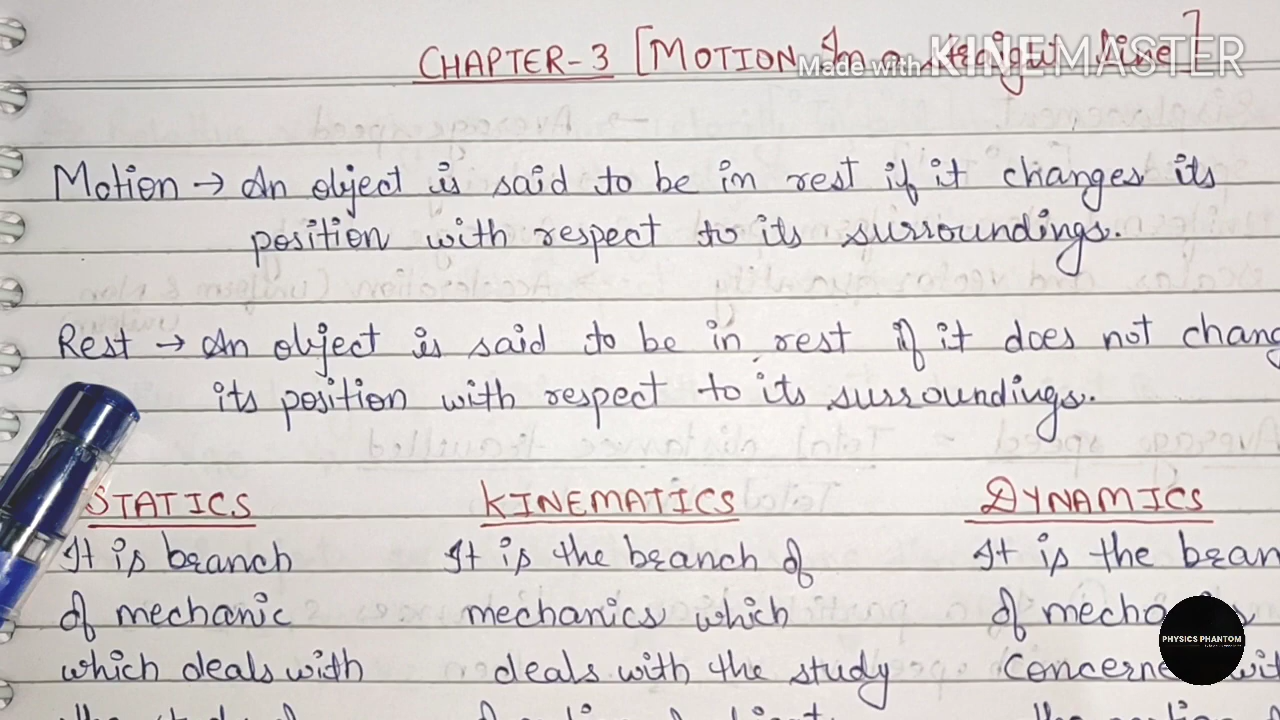 CHAPTER-3 [MOTION In a straight line]
Made with KINEMASTER
Motion → An object is said to be in rest if it changes its
position with respect to its surroundings.
Rest → An object is said to be in rest if it does not chang
its position with respect to its surroundings.
STATICS KINEMATICS DYNAMICS
It is branch It is the branch of It is the bran
of mechanic mechanics which of mecha
which deals with deals with the study Concerne wit
PHYSICS PHANTOM